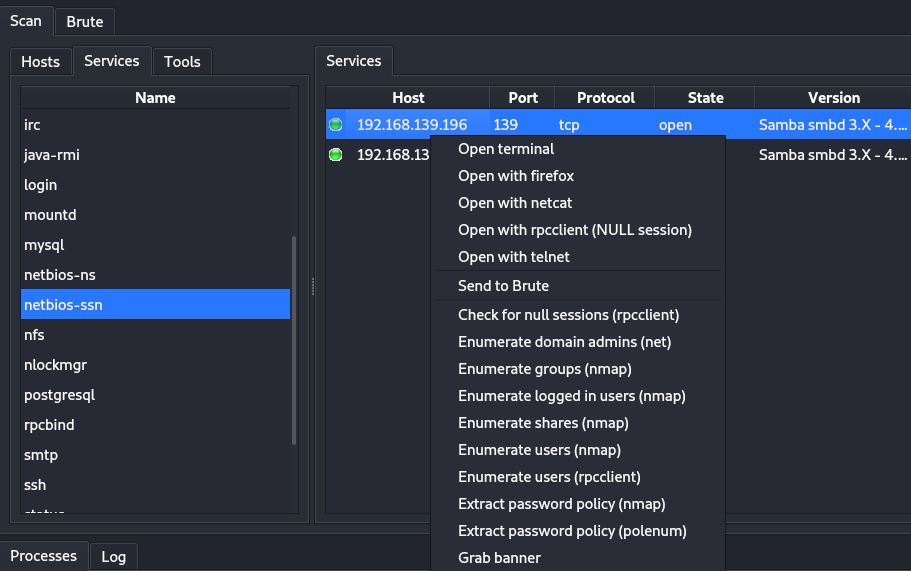 Scan Brute
Hosts Services Tools
Name
irc
java-rmi
login
mountd
mysql
netbios-ns
netbios-ssn
nfs
nlockmgr
postgresql
rpcbind
smtp
ssh
Services
Host Port Protocol State Version
192.168.139.196 139 tcp open Samba smbd 3.X - 4....
192.168.13 Samba smbd 3.X - 4....
Open terminal
Open with firefox
Open with netcat
Open with rpcclient (NULL session)
Open with telnet
Send to Brute
Check for null sessions (rpcclient)
Enumerate domain admins (net)
Enumerate groups (nmap)
Enumerate logged in users (nmap)
Enumerate shares (nmap)
Enumerate users (nmap)
Enumerate users (rpcclient)
Extract password policy (nmap)
Extract password policy (polenum)
Grab banner
Processes Log